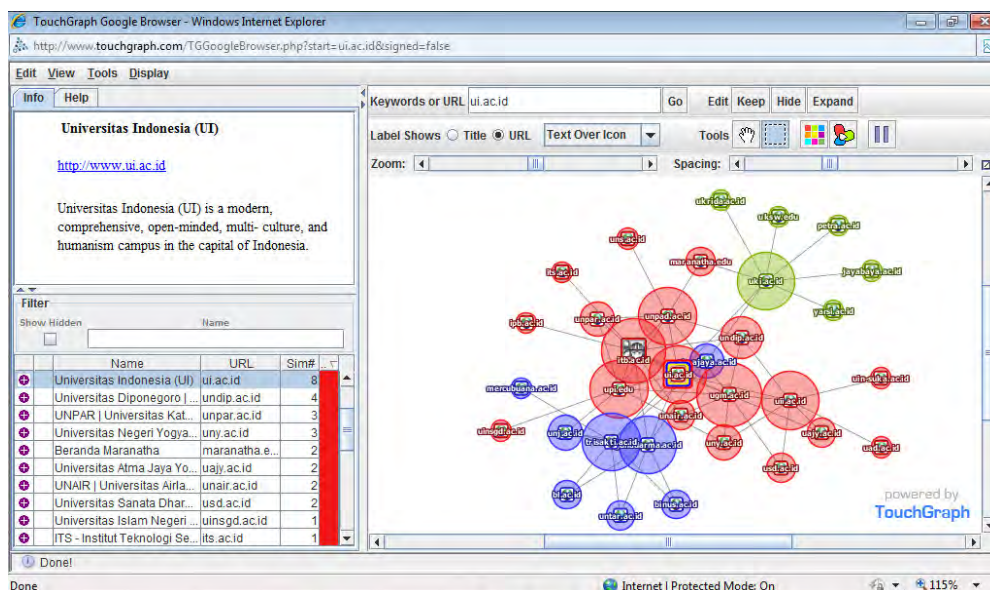 TouchGraph Google Browser - Windows Internet Explorer
http://www.touchgraph.com/TGGoogleBrowser.php?start=ui.ac.id&signed=false
Edit View Tools Display
Info Help
Universitas Indonesia (UI)
http://www.ui.ac.id
Universitas Indonesia (UI) is a modern,
comprehensive, open-minded, multi- culture, and
humanism campus in the capital of Indonesia.
Filter
Show Hidden Name
Name URL Sim#
Universitas Indonesia (UI) ui.ac.id 8
Universitas Diponegoro | ... undip.ac.id 4
UNPAR | Universitas Kat... unpar.ac.id 3
Universitas Negeri Yogya... uny.ac.id 3
Beranda Maranatha maranatha.e... 2
Universitas Atma Jaya Yo... uajy.ac.id 2
UNAIR | Universitas Airla... unair.ac.id 2
Universitas Sanata Dhar... usd.ac.id 2
Universitas Islam Negeri ... uinsgd.ac.id 1
ITS - Institut Teknologi Se... its.ac.id 1
Keywords or URL ui.ac.id Go Edit Keep Hide Expand
Label Shows Title URL Text Over Icon Tools
Zoom: Spacing:
ukrida.ac.id
uksw.edu
petra.ac.id
uns.ac.id
maranatha.edu
its.ac.id
uki.ac.id
jayabaya.ac.id
yarsi.ac.id
ipb.ac.id
unpar.ac.id
unpad.ac.id
undip.ac.id
itb.ac.id
ajaya.ac.id
ui.ac.id
mercubuana.ac.id
upi.edu
ugm.ac.id
uii.ac.id
uin-suka.ac.id
unair.ac.id
uinsgd.ac.id
unj.ac.id
trisakti.ac.id
darma.ac.id
uny.ac.id
uajy.ac.id
uad.ac.id
usd.ac.id
bl.ac.id
untar.ac.id
binus.ac.id
powered by
TouchGraph
Done!
Done Internet | Protected Mode: On 115%